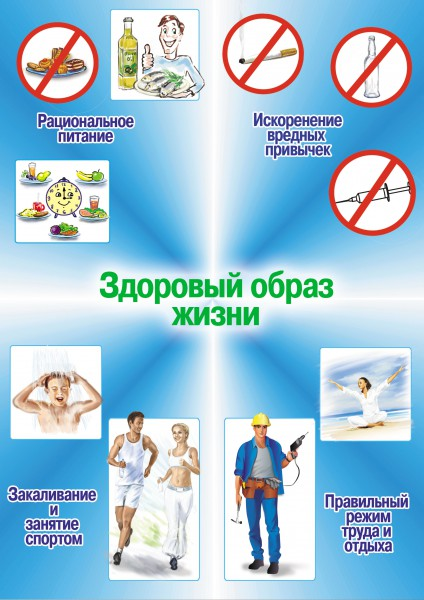 Рациональное
питание
Искоренение
вредных
привычек
Здоровый образ
жизни
Закаливание
и
занятие
спортом
Правильный
режим
труда и
отдыха